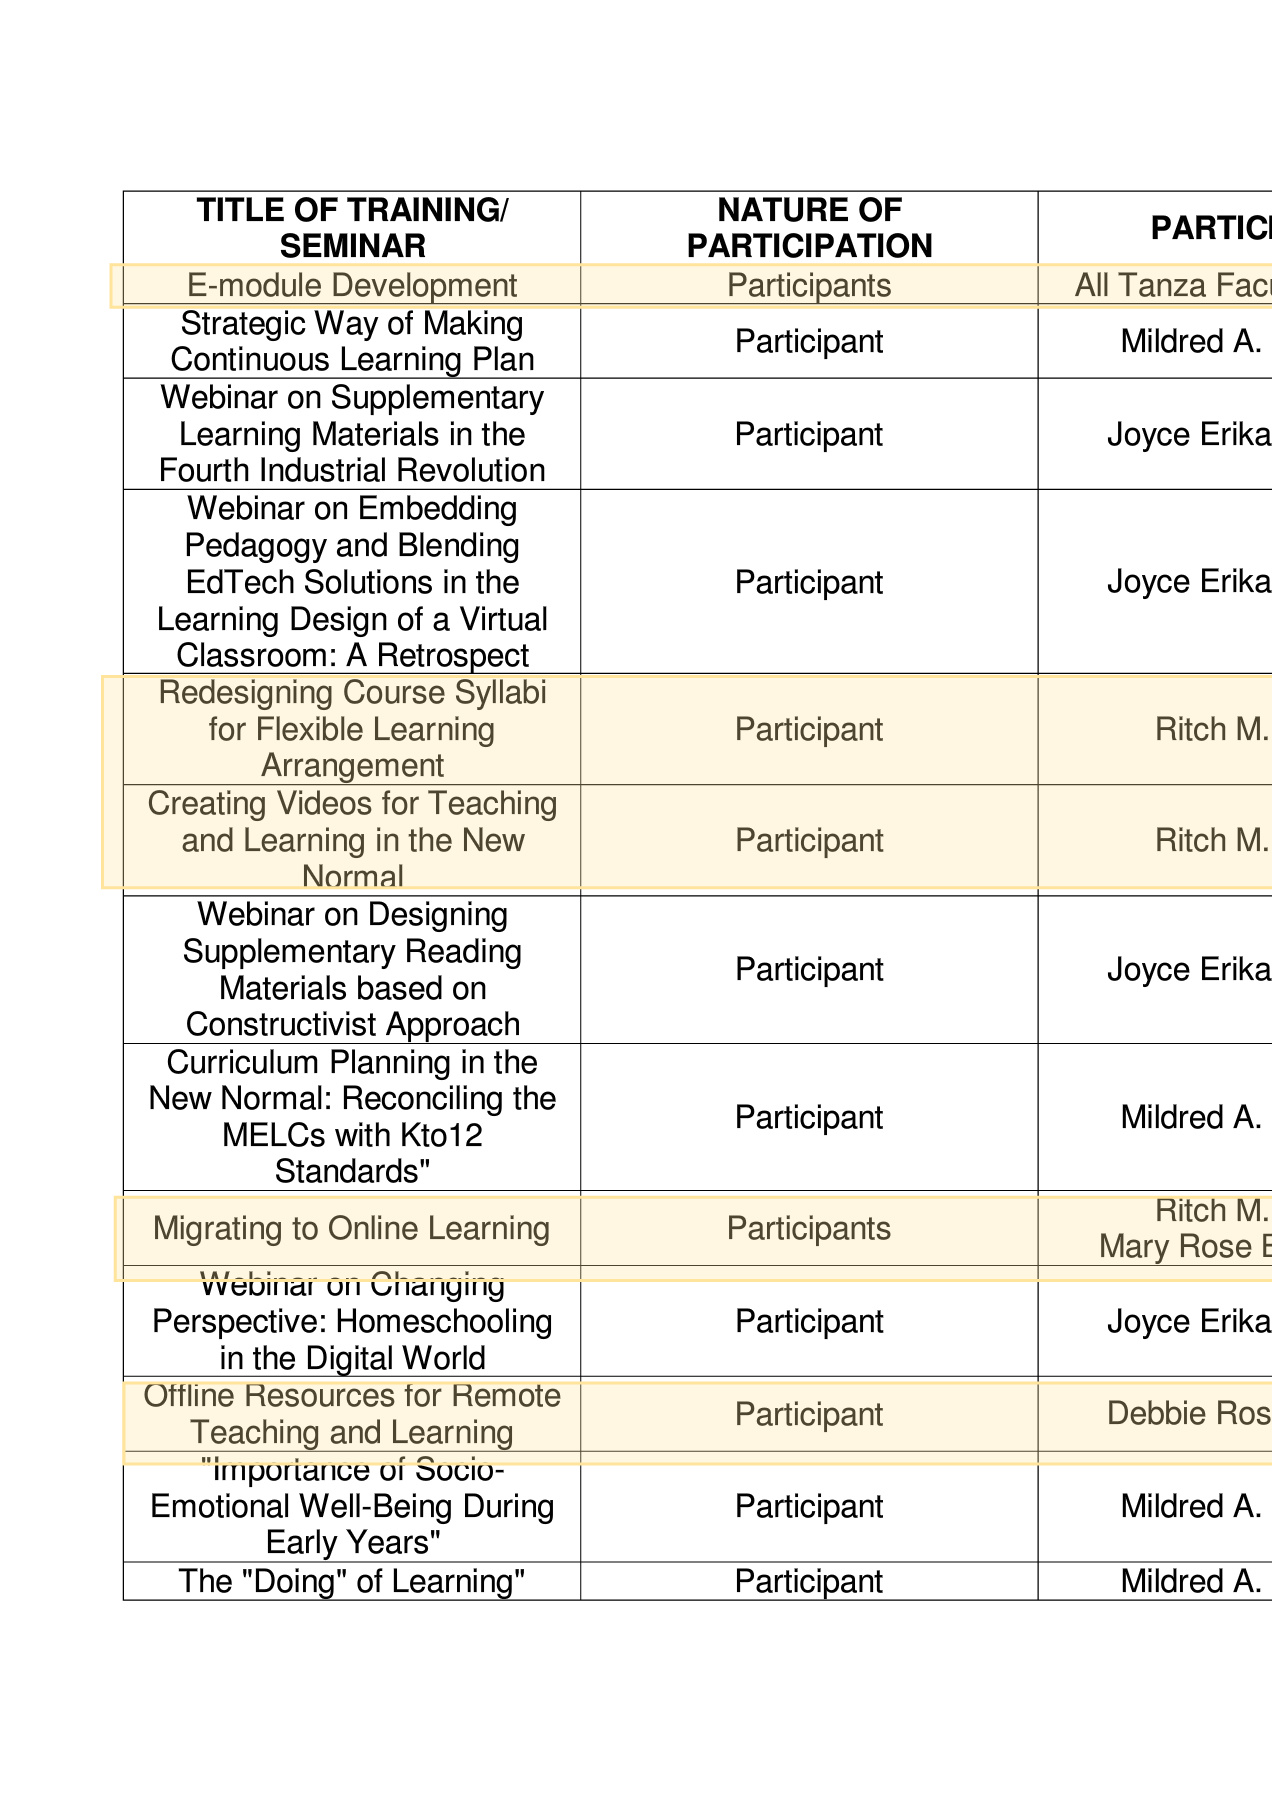 TITLE OF TRAINING/
SEMINAR
NATURE OF
PARTICIPATION
PARTICI
E-module Development
Participants
All Tanza Facu
Strategic Way of Making
Continuous Learning Plan
Participant
Mildred A.
Webinar on Supplementary
Learning Materials in the
Fourth Industrial Revolution
Participant
Joyce Erika
Webinar on Embedding
Pedagogy and Blending
EdTech Solutions in the
Learning Design of a Virtual
Classroom: A Retrospect
Participant
Joyce Erika
Redesigning Course Syllabi
for Flexible Learning
Arrangement
Participant
Ritch M.
Creating Videos for Teaching
and Learning in the New
Normal
Participant
Ritch M.
Webinar on Designing
Supplementary Reading
Materials based on
Constructivist Approach
Participant
Joyce Erika
Curriculum Planning in the
New Normal: Reconciling the
MELCs with Kto12
Standards"
Participant
Mildred A.
Migrating to Online Learning
Participants
Ritch M.
Mary Rose E
Webinar on Changing
Perspective: Homeschooling
in the Digital World
Participant
Joyce Erika
Offline Resources for Remote
Teaching and Learning
Participant
Debbie Ros
"Importance of Socio-
Emotional Well-Being During
Early Years"
Participant
Mildred A.
The "Doing" of Learning"
Participant
Mildred A.